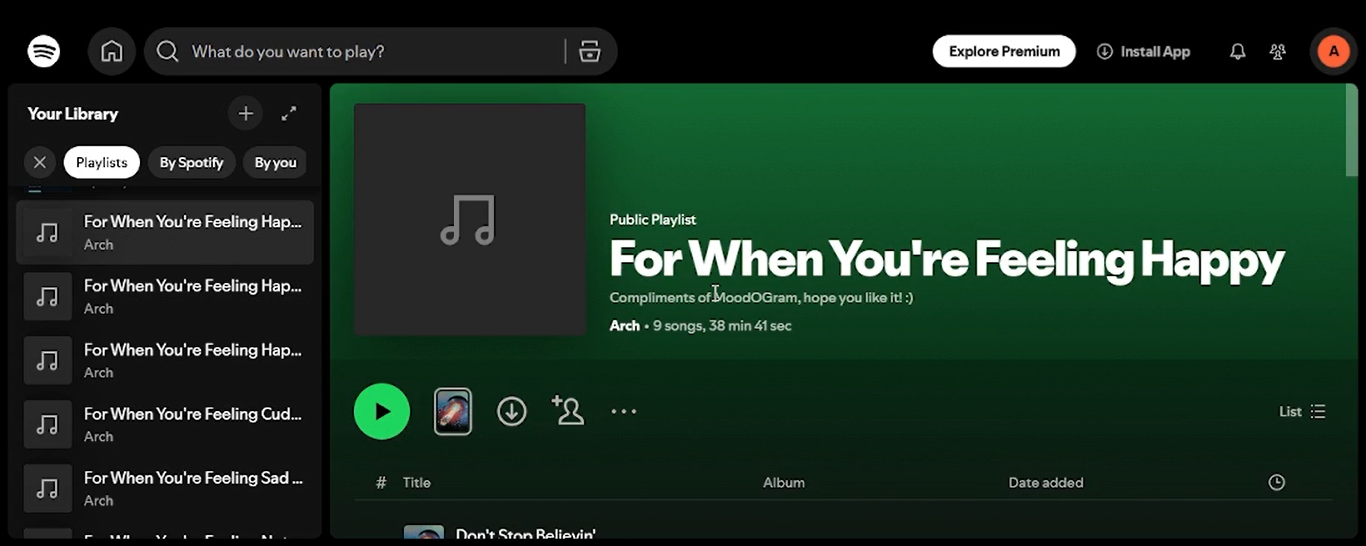 What do you want to play?
Explore Premium
Install App
A
Your Library
Playlists
By Spotify
By you
For When You're Feeling Hap...
Arch
For When You're Feeling Hap...
Arch
For When You're Feeling Hap...
Arch
For When You're Feeling Cud...
Arch
For When You're Feeling Sad ...
Arch
Public Playlist
For When You're Feeling Happy
Compliments of MoodOGram, hope you like it! :)
Arch • 9 songs, 38 min 41 sec
List
# Title Album Date added
Don't Stop Believin'